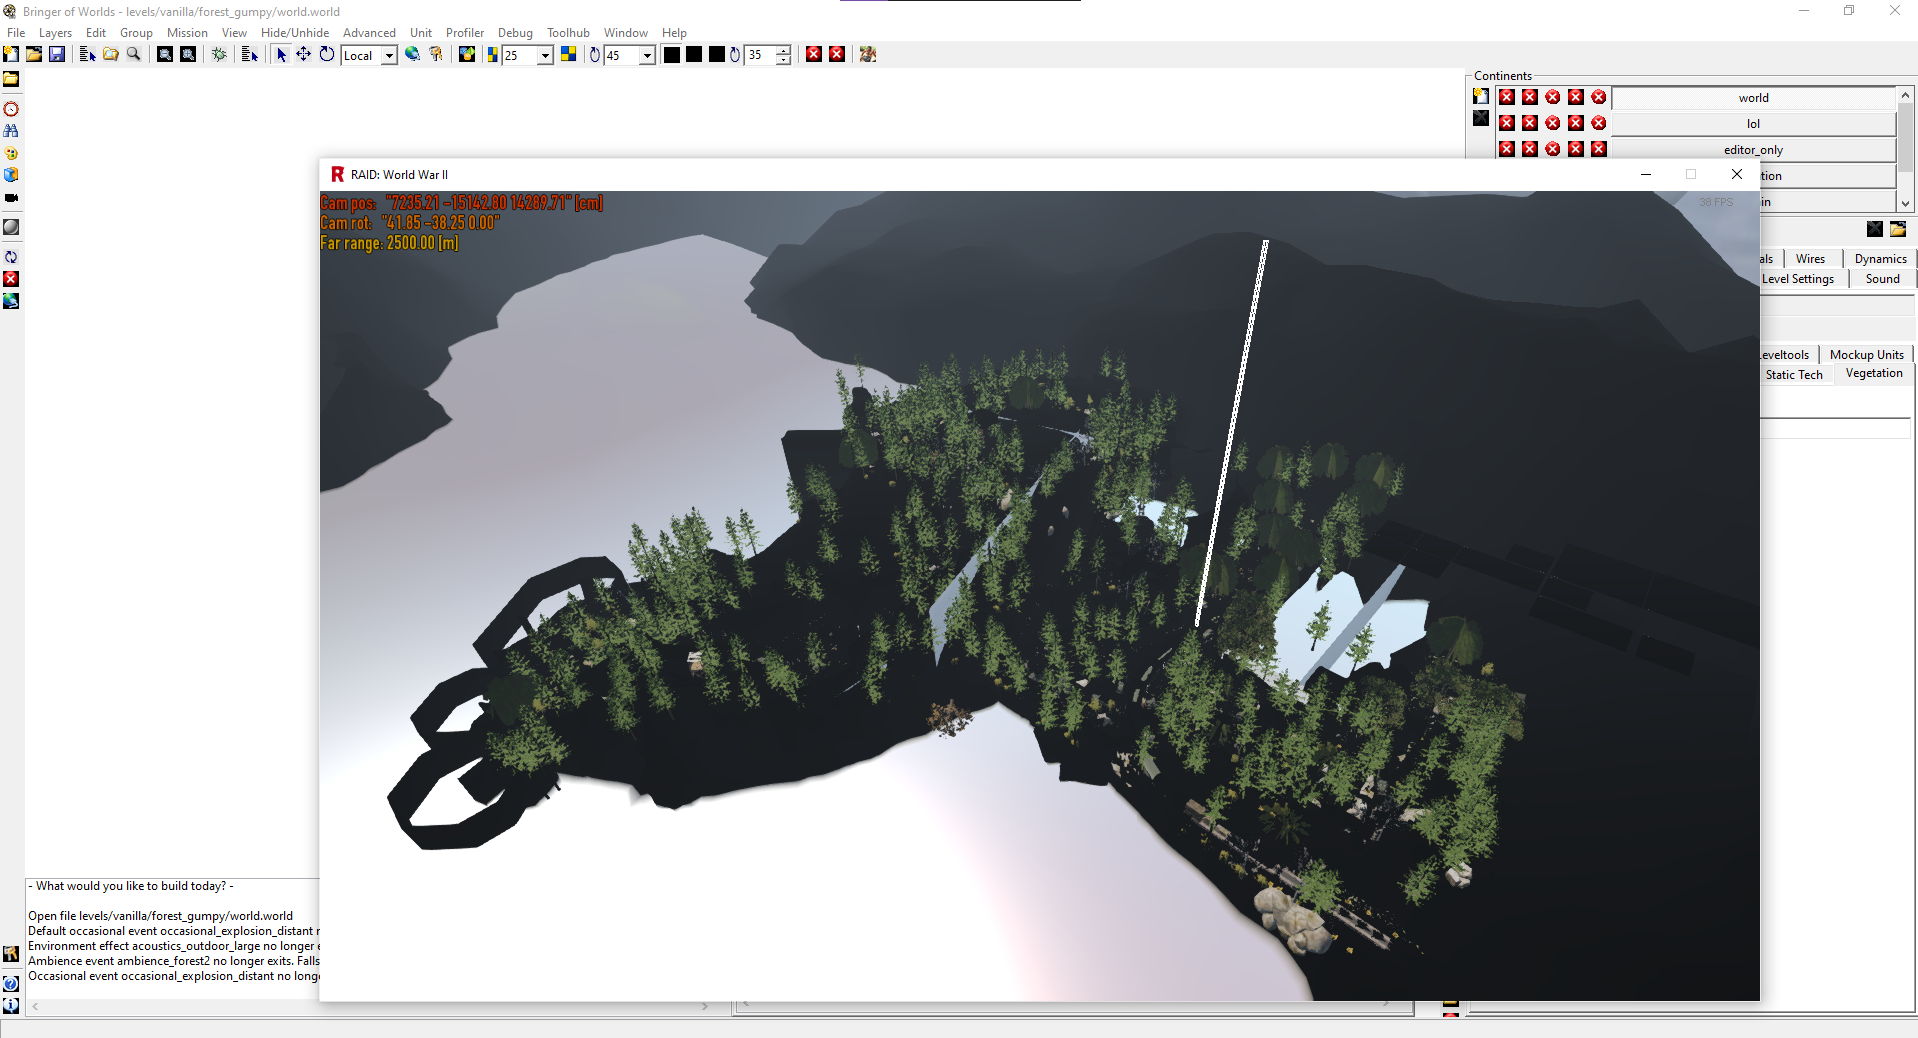 Bringer of Worlds - levels/vanilla/forest_gumpy/world.world
File Layers Edit Group Mission View Hide/Unhide Advanced Unit Profiler Debug Toolhub Window Help
Local 25 45 35
Continents
world
lol
editor_only
RAID: World War II
Cam pos: "7235.21 -15142.80 14289.71" [cm]
Cam rot: "41.85 -38.25 0.00"
Far range: 2500.00 [m]
38 FPS
Wires Dynamics
Level Settings Sound
Mockup Units
Static Tech Vegetation
- What would you like to build today? -
Open file levels/vanilla/forest_gumpy/world.world
Default occasional event occasional_explosion_distant
Environment effect acoustics_outdoor_large no longer
Ambience event ambience_forest2 no longer exits. Falls
Occasional event occasional_explosion_distant no